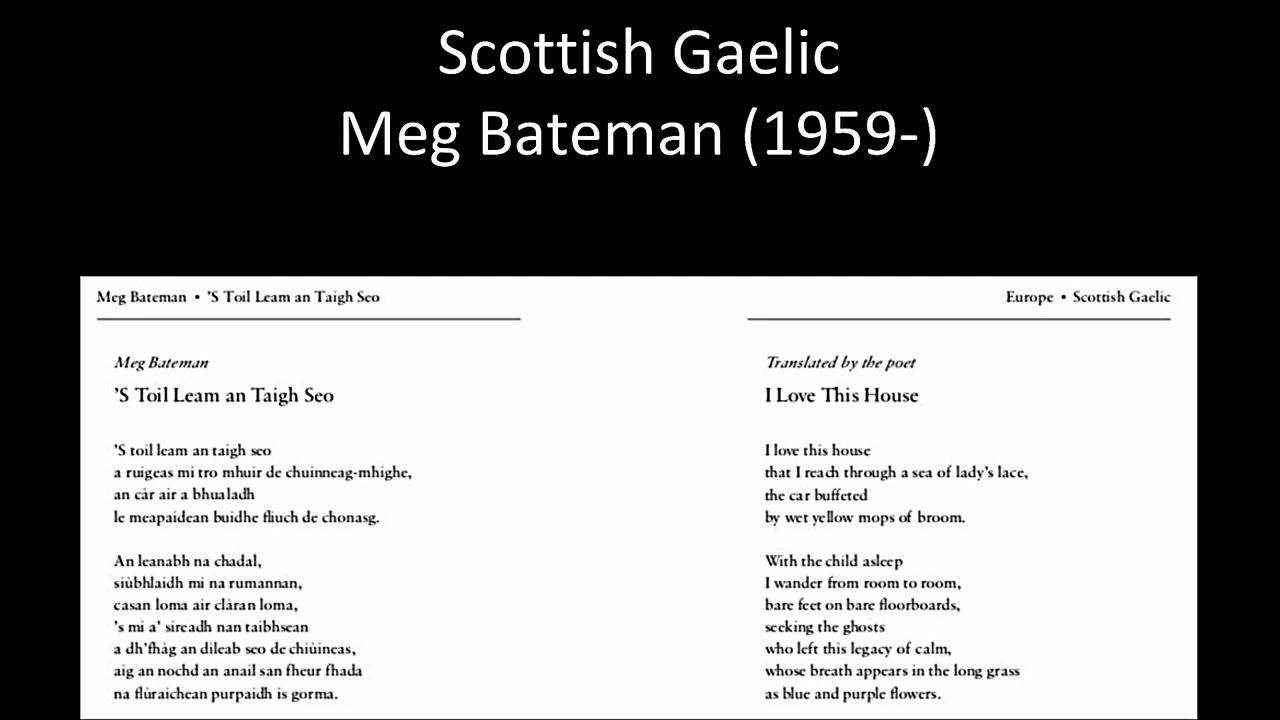 Scottish Gaelic
Meg Bateman (1959-)
Meg Bateman • ’S Toil Leam an Taigh Seo
Europe • Scottish Gaelic
Meg Bateman
’S Toil Leam an Taigh Seo
’S toil leam an taigh seo
a ruigeas mi tro mhuir de chuinneag-mhighe,
an càr air a bhualadh
le meapaidean buidhe fliuch de chonasg.
An leanabh na chadal,
siùbhlaidh mi na rumannan,
casan loma air clàran loma,
’s mi a’ sireadh nan taibhsean
a dh’fhàg an dìleab seo de chiùineas,
aig an nochd an anail san fheur fhada
na flùraichean purpaidh is gorma.
Translated by the poet
I Love This House
I love this house
that I reach through a sea of lady’s lace,
the car buffeted
by wet yellow mops of broom.
With the child asleep
I wander from room to room,
bare feet on bare floorboards,
seeking the ghosts
who left this legacy of calm,
whose breath appears in the long grass
as blue and purple flowers.